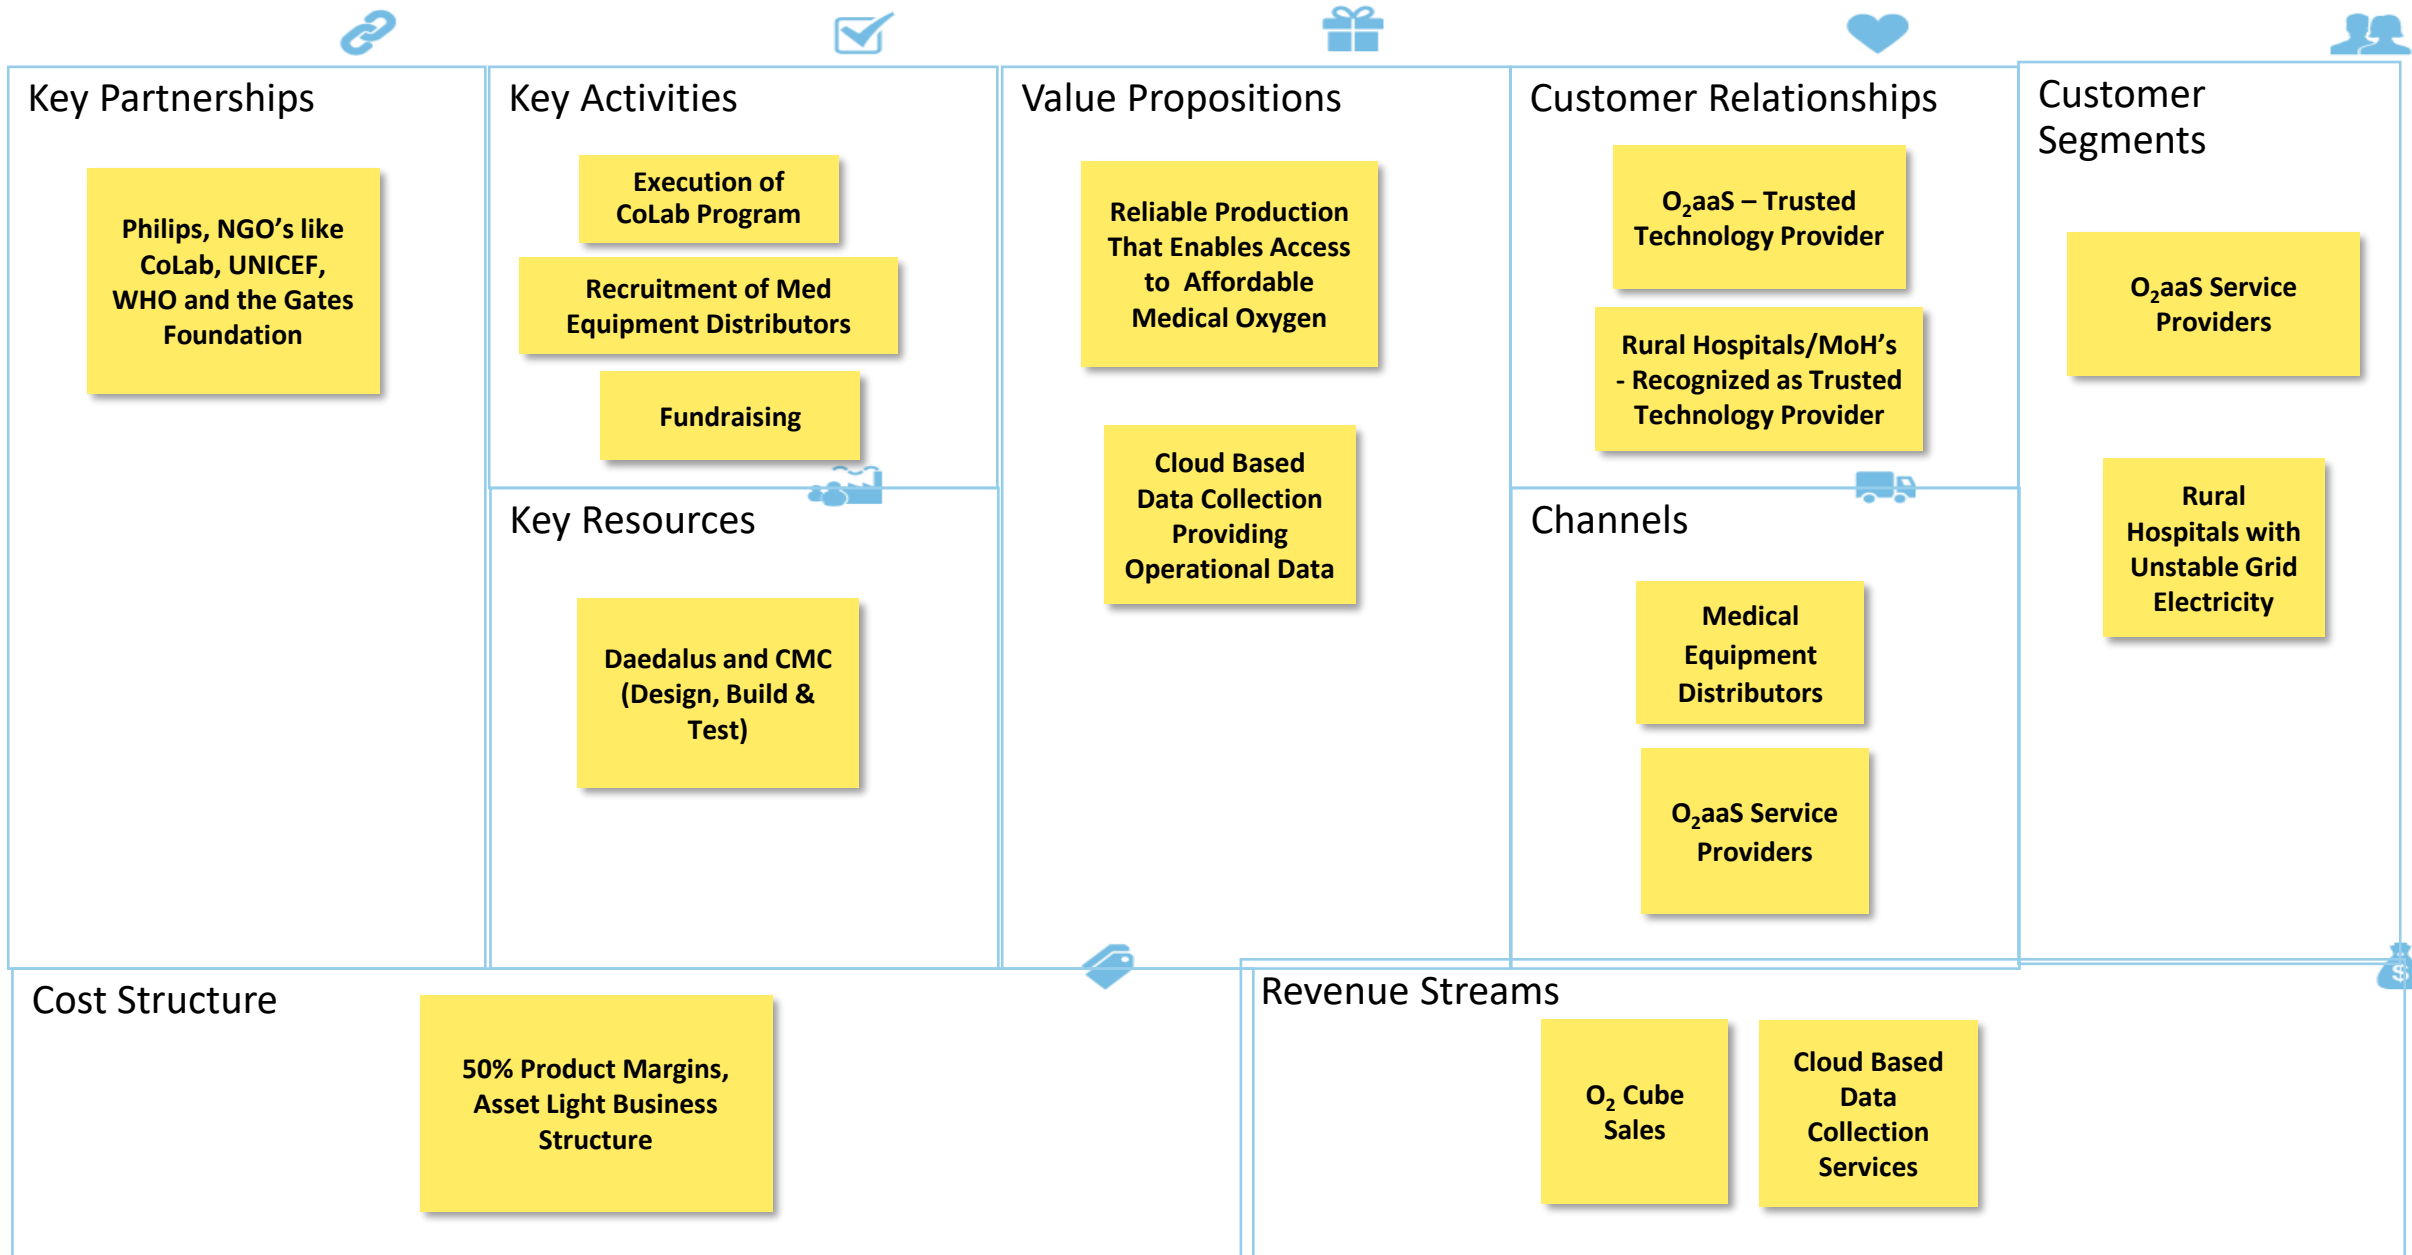 Key Partnerships
Philips, NGO’s like
CoLab, UNICEF,
WHO and the Gates
Foundation
Key Activities
Execution of
CoLab Program
Recruitment of Med
Equipment Distributors
Fundraising
Key Resources
Daedalus and CMC
(Design, Build &
Test)
Value Propositions
Reliable Production
That Enables Access
to Affordable
Medical Oxygen
Cloud Based
Data Collection
Providing
Operational Data
Customer Relationships
O₂aaS – Trusted
Technology Provider
Rural Hospitals/MoH’s
- Recognized as Trusted
Technology Provider
Channels
Medical
Equipment
Distributors
O₂aaS Service
Providers
Customer
Segments
O₂aaS Service
Providers
Rural
Hospitals with
Unstable Grid
Electricity
Cost Structure
50% Product Margins,
Asset Light Business
Structure
Revenue Streams
O₂ Cube
Sales
Cloud Based
Data
Collection
Services
$